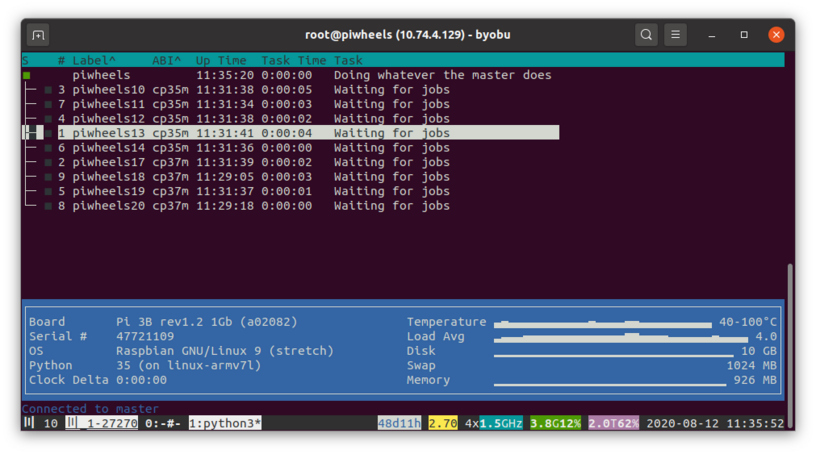 root@piwheels (10.74.4.129) - byobu
S # Label^ ABI^ Up Time Task Time Task
piwheels 11:35:20 0:00:00 Doing whatever the master does
3 piwheels10 cp35m 11:31:38 0:00:05 Waiting for jobs
7 piwheels11 cp35m 11:31:34 0:00:03 Waiting for jobs
4 piwheels12 cp35m 11:31:38 0:00:02 Waiting for jobs
1 piwheels13 cp35m 11:31:41 0:00:04 Waiting for jobs
6 piwheels14 cp35m 11:31:36 0:00:00 Waiting for jobs
2 piwheels17 cp37m 11:31:39 0:00:02 Waiting for jobs
9 piwheels18 cp37m 11:29:05 0:00:03 Waiting for jobs
5 piwheels19 cp37m 11:31:37 0:00:01 Waiting for jobs
8 piwheels20 cp37m 11:29:18 0:00:00 Waiting for jobs
Board Pi 3B rev1.2 1Gb (a02082) Temperature 40-100°C
Serial # 47721109 Load Avg 4.0
OS Raspbian GNU/Linux 9 (stretch) Disk 10 GB
Python 35 (on linux-armv7l) Swap 1024 MB
Clock Delta 0:00:00 Memory 926 MB
Connected to master
10 1-27270 0:-#- 1:python3* 48d11h 2.70 4x1.5GHz 3.8G12% 2.0T62% 2020-08-12 11:35:52